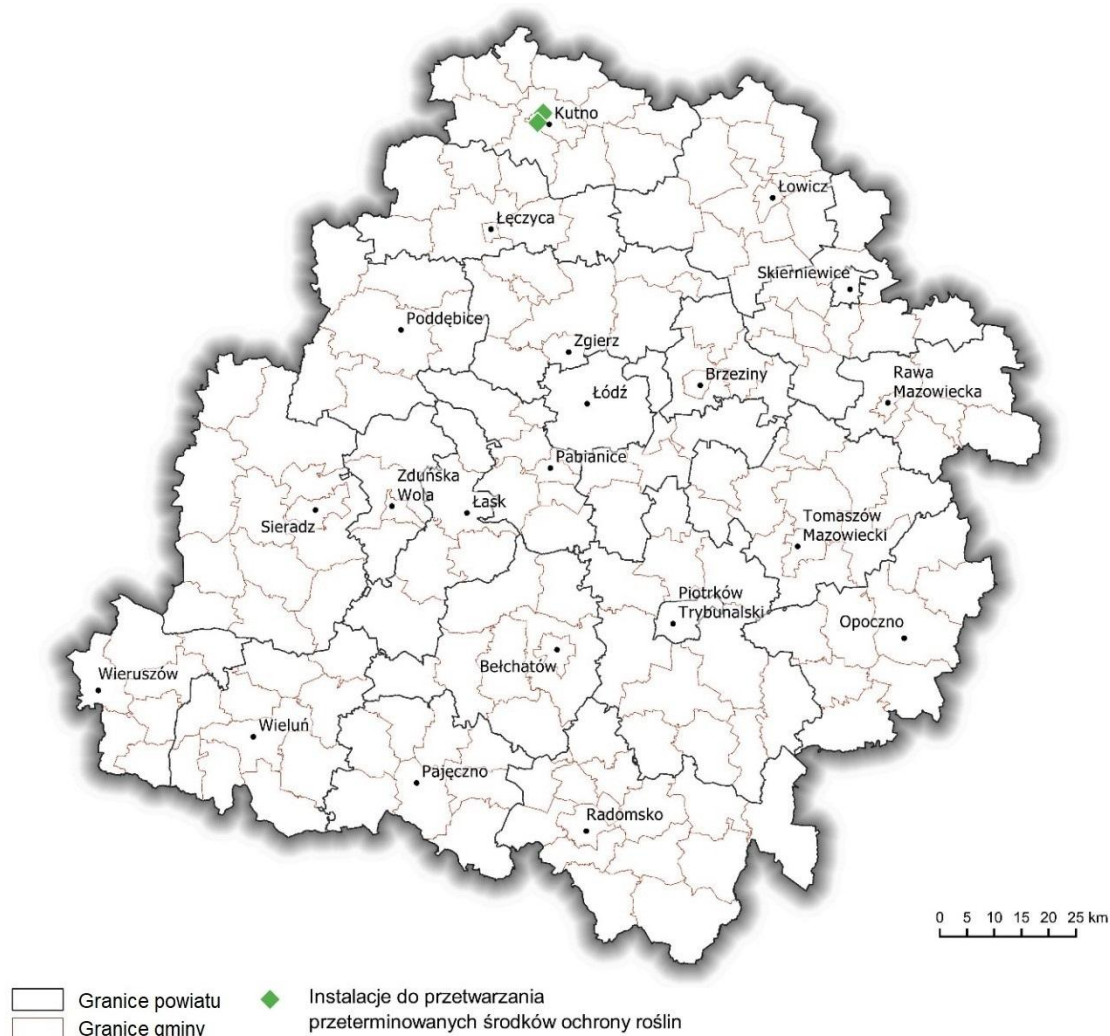 Kutno
Łowicz
Łęczyca
Skierniewice
Poddębice
Zgierz
Brzeziny
Rawa
Mazowiecka
Łódź
Pabianice
Zduńska
Wola
Łask
Sieradz
Tomaszów
Mazowiecki
Piotrków
Trybunalski
Opoczno
Bełchatów
Wieruszów
Wieluń
Pajęczno
Radomsko
0 5 10 15 20 25 km
Granice powiatu
Granice gminy
Instalacje do przetwarzania
przeterminowanych środków ochrony roślin